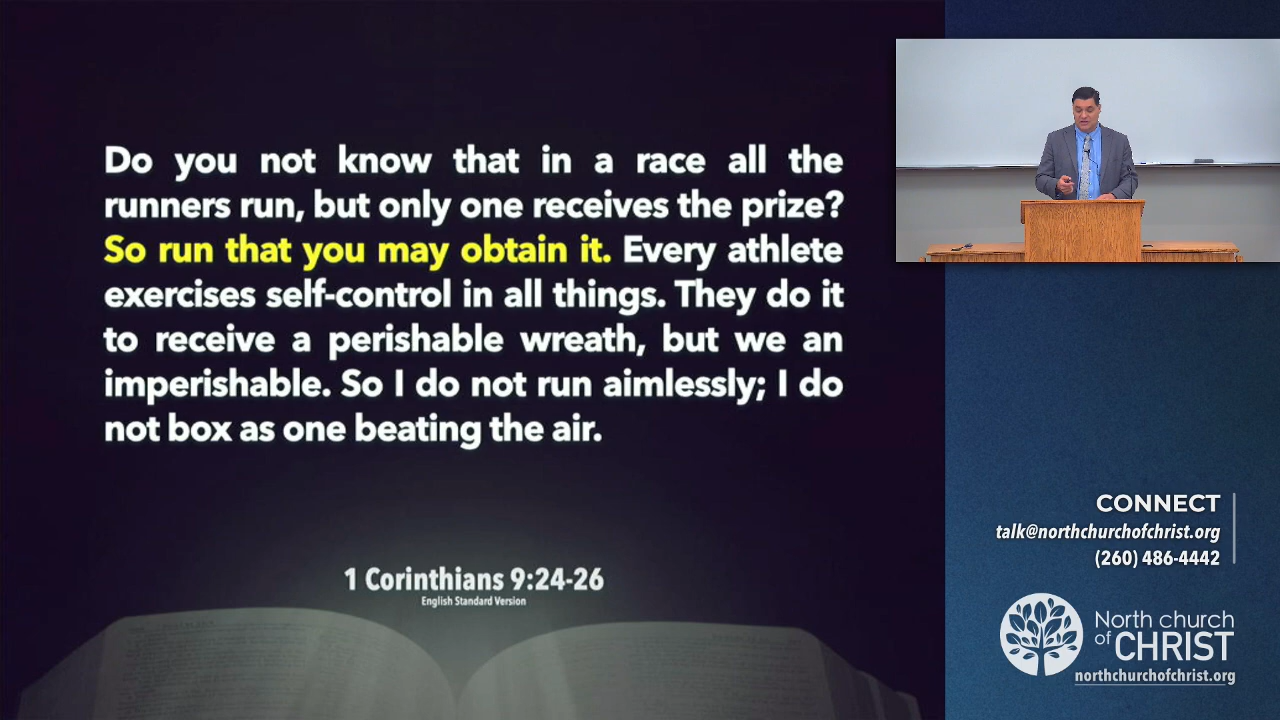 Do you not know that in a race all the
runners run, but only one receives the prize?
So run that you may obtain it. Every athlete
exercises self-control in all things. They do it
to receive a perishable wreath, but we an
imperishable. So I do not run aimlessly; I do
not box as one beating the air.
1 Corinthians 9:24-26
English Standard Version
CONNECT
talk@northchurchofchrist.org
(260) 486-4442
North church
of CHRIST
northchurchofchrist.org